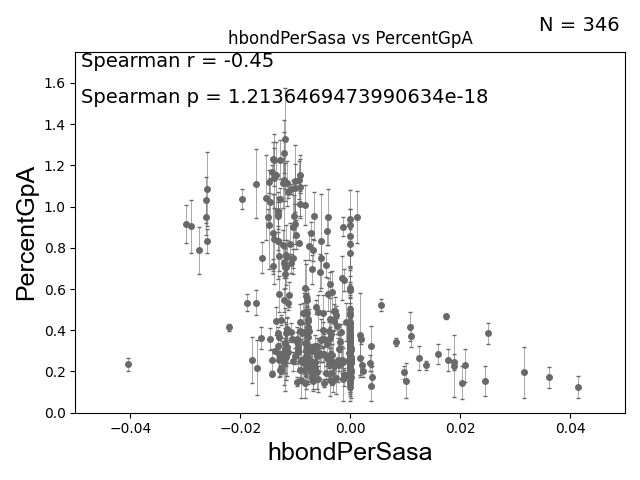 N = 346
hbondPerSasa vs PercentGpA
Spearman r = -0.45
Spearman p = 1.2136469473990634e-18
PercentGpA
1.6
1.4
1.2
1.0
0.8
0.6
0.4
0.2
0.0
−0.04 −0.02 0.00 0.02 0.04
hbondPerSasa